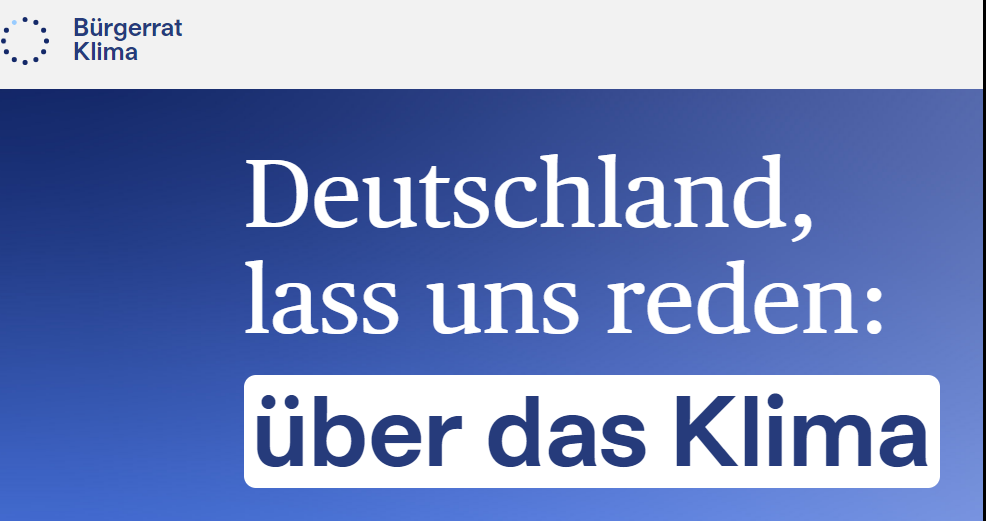 Bürgerrat
Klima
Deutschland,
lass uns reden:
über das Klima